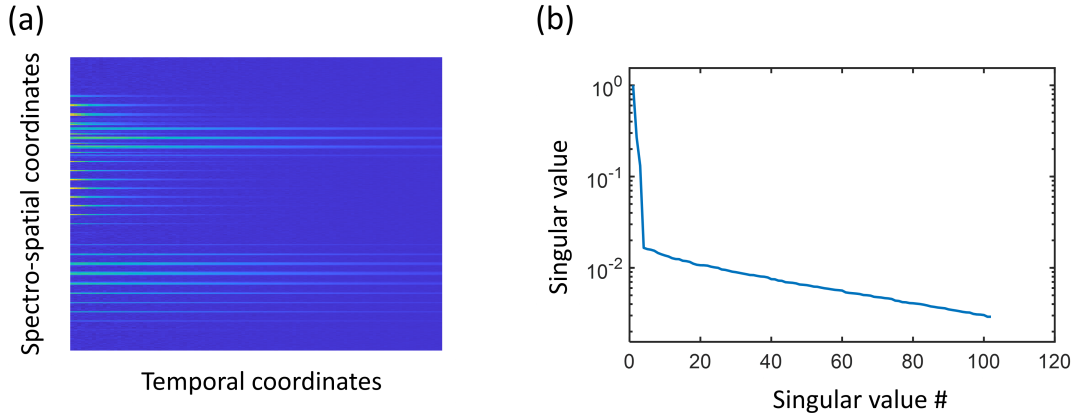 (a)
Spectro-spatial coordinates
Temporal coordinates
(b)
Singular value
10^0
10^-1
10^-2
0 20 40 60 80 100 120
Singular value #